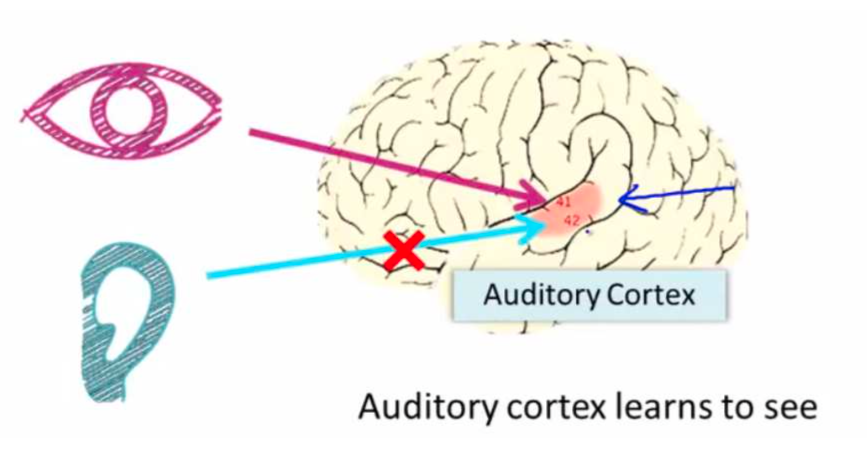 41
42
Auditory Cortex
Auditory cortex learns to see